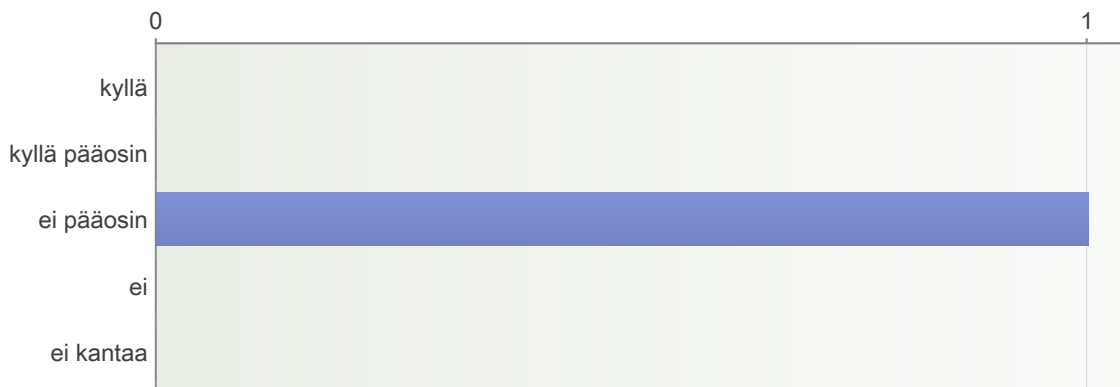 0 1
kyllä
kyllä pääosin
ei pääosin
ei
ei kantaa